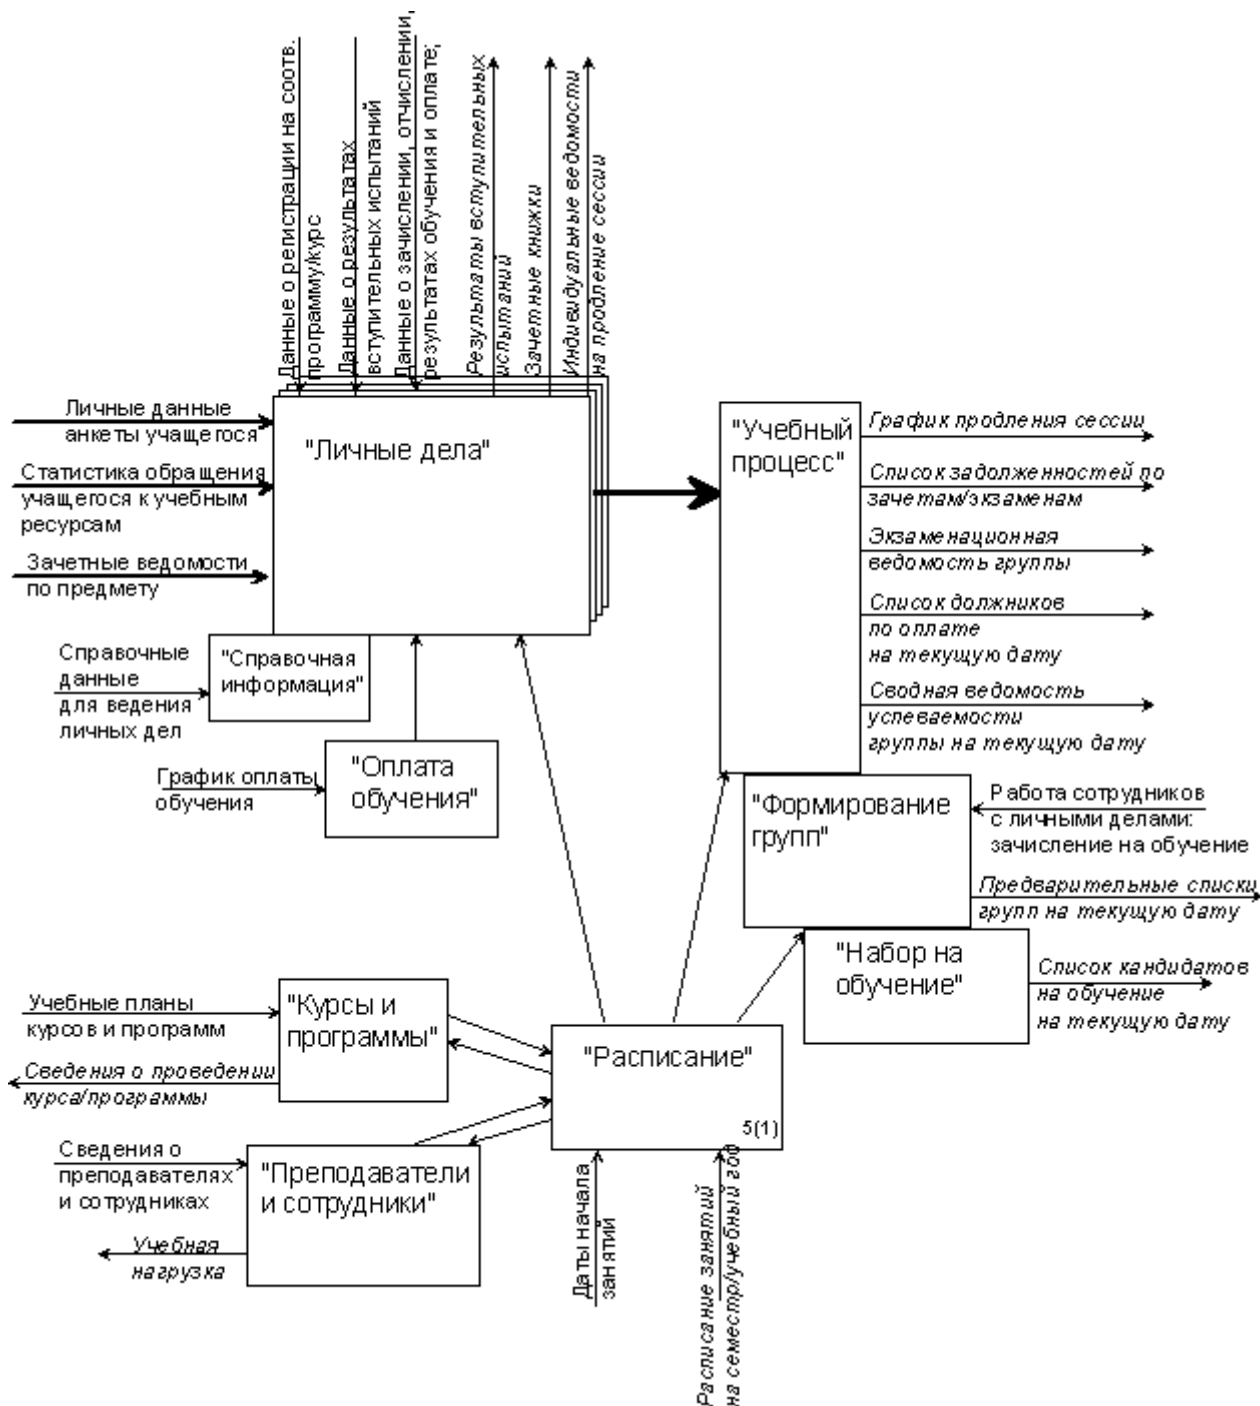 Данные о регистрации на соотв.
программу/курс
Данные о результатах
вступительных испытаний
Данные о зачислении, отчислении,
результатах обучения и оплате;
Результаты вступительных
испытаний
Зачетные книжки
Индивидуальные ведомости
на продление сессии
Личные данные
анкеты учащегося
Статистика обращения
учащегося к учебным
ресурсам
Зачетные ведомости
по предмету
"Личные дела"
"Учебный
процесс"
График продления сессии
Список задолженностей по
зачетам/экзаменам
Экзаменационная
ведомость группы
Список должников
по оплате
на текущую дату
Сводная ведомость
успеваемости
группы на текущую дату
Справочные
данные
для ведения
личных дел
"Справочная
информация"
График оплаты
обучения
"Оплата
обучения"
"Формирование
групп"
Работа сотрудников
с личными делами:
зачисление на обучение
Предварительные списки
групп на текущую дату
"Набор на
обучение"
Список кандидатов
на обучение
на текущую дату
Учебные планы
курсов и программ
Сведения о проведении
курса/программы
"Курсы и
программы"
"Расписание"
5(1)
Сведения о
преподавателях
и сотрудниках
Учебная
нагрузка
"Преподаватели
и сотрудники"
Даты начала
занятий
Расписание занятий
на семестр/учебный год